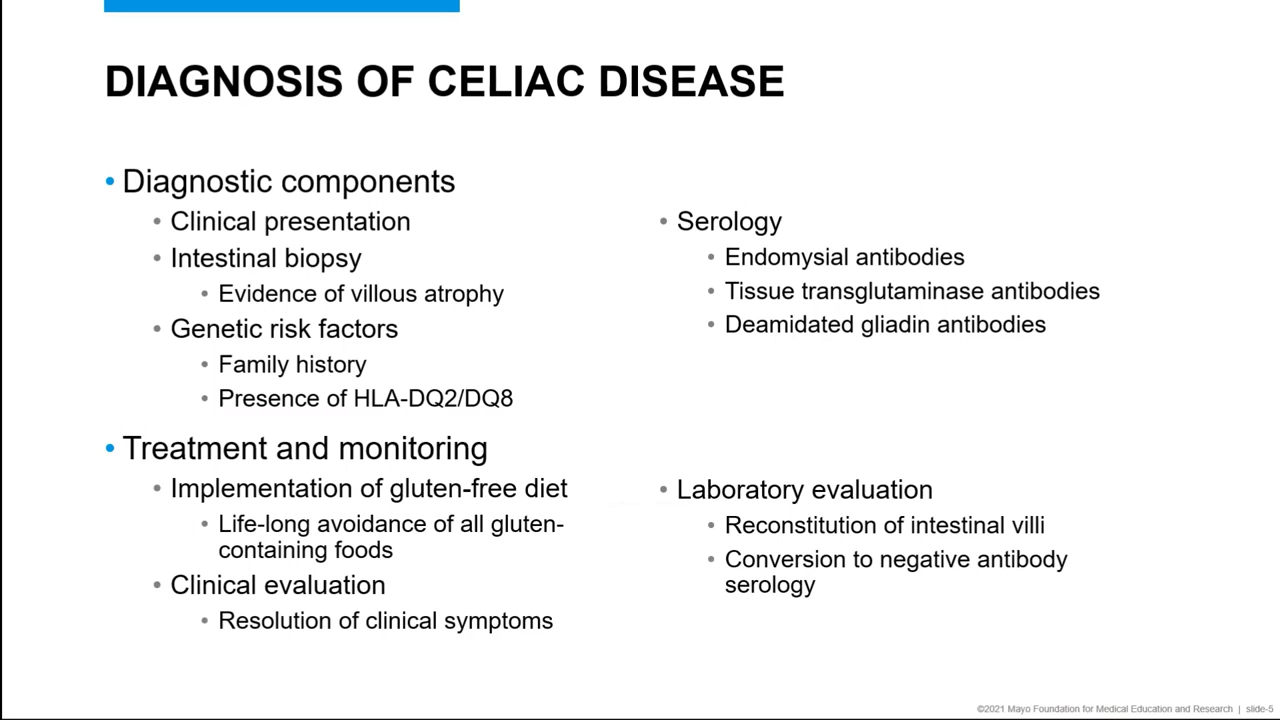 DIAGNOSIS OF CELIAC DISEASE
• Diagnostic components
• Clinical presentation
• Intestinal biopsy
• Evidence of villous atrophy
• Genetic risk factors
• Family history
• Presence of HLA-DQ2/DQ8
• Serology
• Endomysial antibodies
• Tissue transglutaminase antibodies
• Deamidated gliadin antibodies
• Treatment and monitoring
• Implementation of gluten-free diet
• Life-long avoidance of all gluten-
containing foods
• Clinical evaluation
• Resolution of clinical symptoms
• Laboratory evaluation
• Reconstitution of intestinal villi
• Conversion to negative antibody
serology
©2021 Mayo Foundation for Medical Education and Research | slide-5